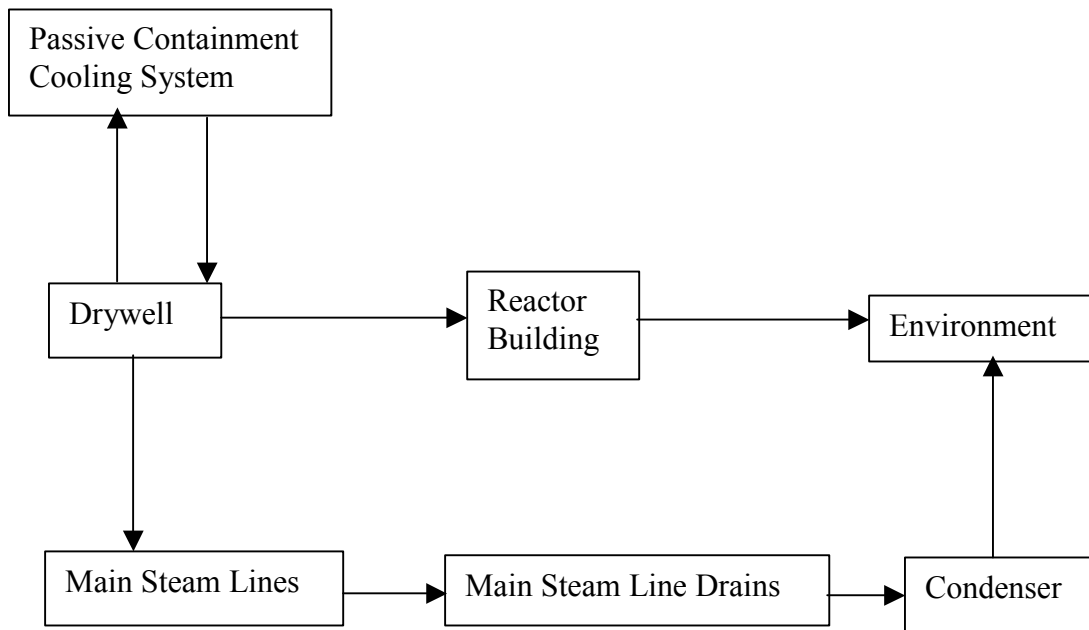 Passive Containment
Cooling System
Drywell
Reactor
Building
Environment
Main Steam Lines
Main Steam Line Drains
Condenser